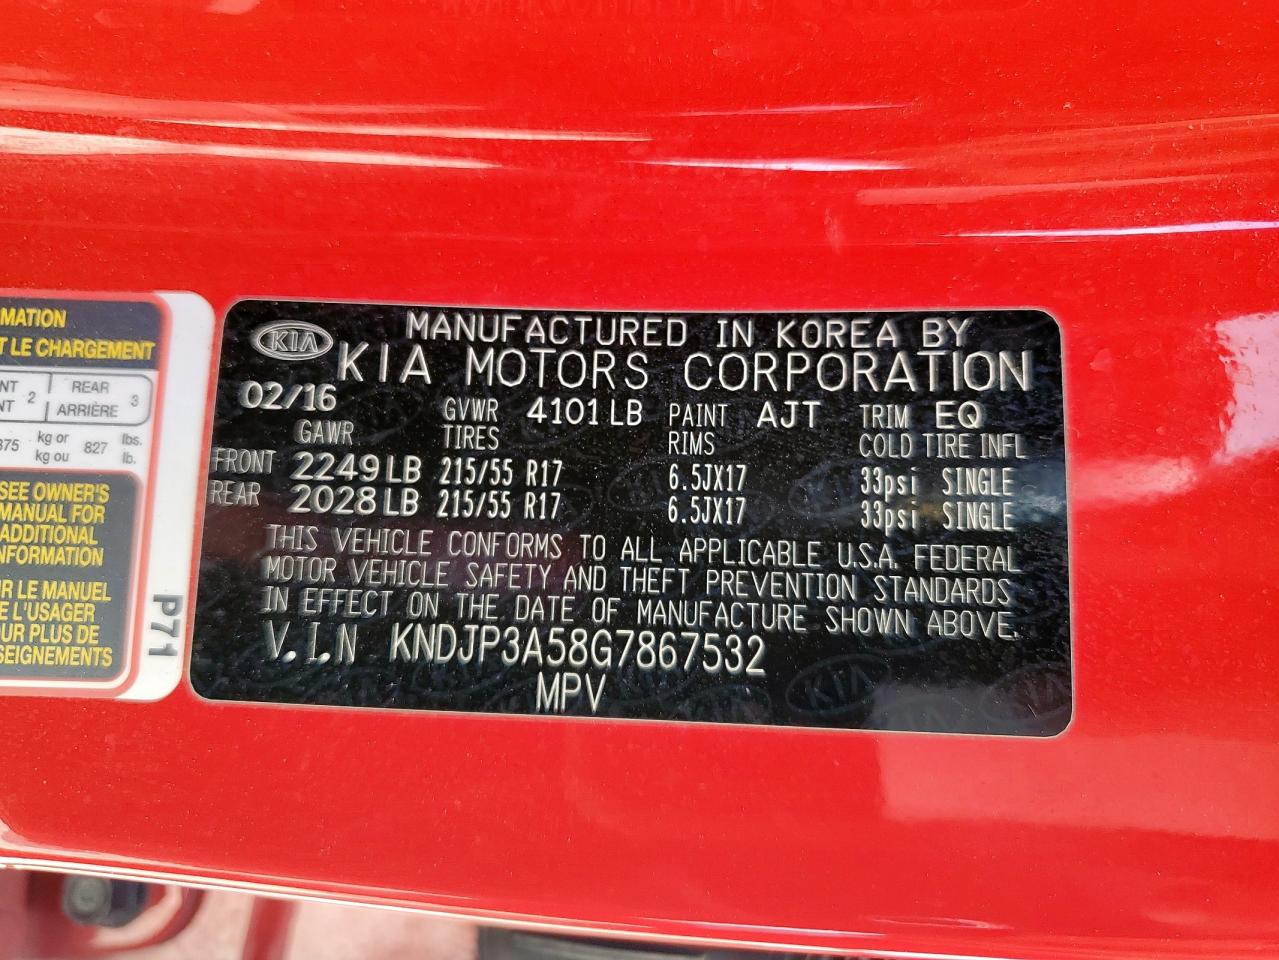 MATION
T LE CHARGEMENT
NT 2 REAR 3
NT ARRIÈRE
375 kg or 827 lbs.
kg ou lb.
SEE OWNER'S
MANUAL FOR
ADDITIONAL
NFORMATION
R LE MANUEL
E L'USAGER
OUR PLUS DE
SEIGNEMENTS
P71
KIA
MANUFACTURED IN KOREA BY
KIA MOTORS CORPORATION
02/16 GVWR 4101 LB PAINT AJT TRIM EQ
GAWR TIRES RIMS COLD TIRE INFL
FRONT 2249 LB 215/55 R17 6.5JX17 33psi SINGLE
REAR 2028 LB 215/55 R17 6.5JX17 33psi SINGLE
THIS VEHICLE CONFORMS TO ALL APPLICABLE U.S.A. FEDERAL
MOTOR VEHICLE SAFETY AND THEFT PREVENTION STANDARDS
IN EFFECT ON THE DATE OF MANUFACTURE SHOWN ABOVE.
V.I.N KNDJP3A58G7867532
MPV